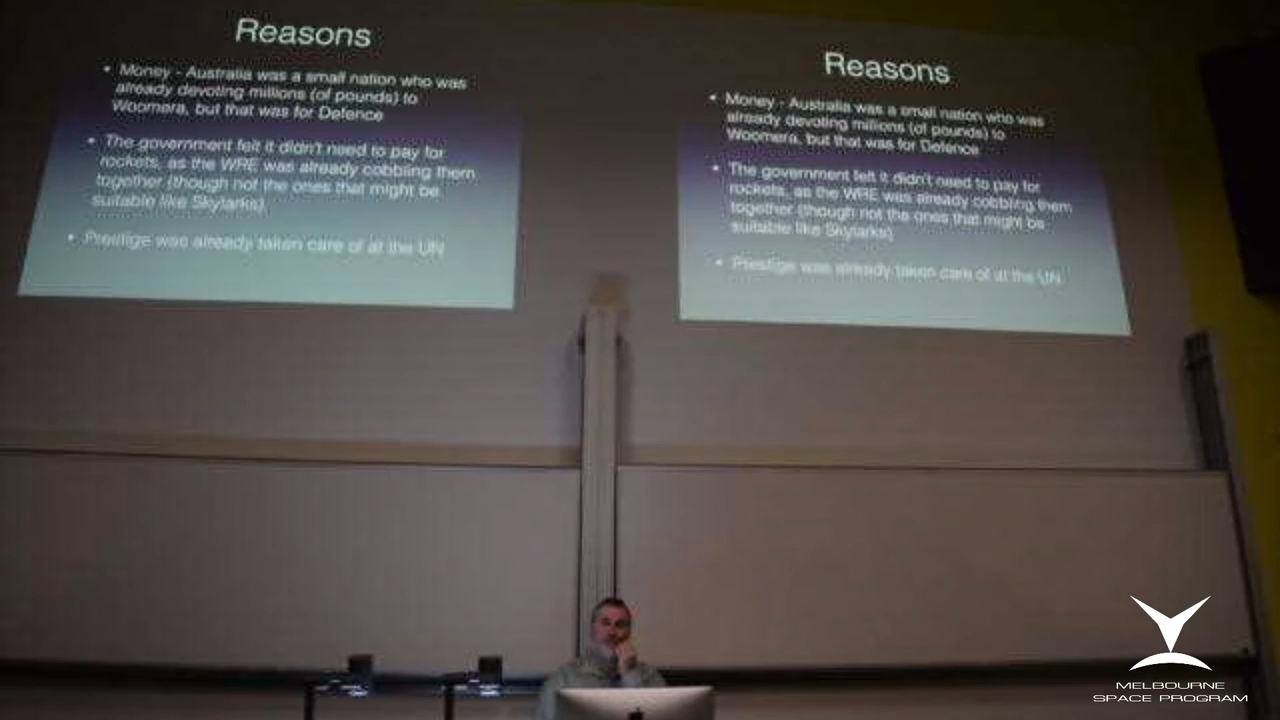 Reasons
• Money - Australia was a small nation who was
already devoting millions (of pounds) to
Woomera, but that was for Defence
• The government felt it didn't need to pay for
rockets, as the WRE was already cobbling them
together (though not the ones that might be
suitable like Skylarks)
• Prestige was already taken care of at the UN
Reasons
• Money - Australia was a small nation who was
already devoting millions (of pounds) to
Woomera, but that was for Defence
• The government felt it didn't need to pay for
rockets, as the WRE was already cobbling them
together (though not the ones that might be
suitable like Skylarks)
• Prestige was already taken care of at the UN
MELBOURNE
SPACE PROGRAM